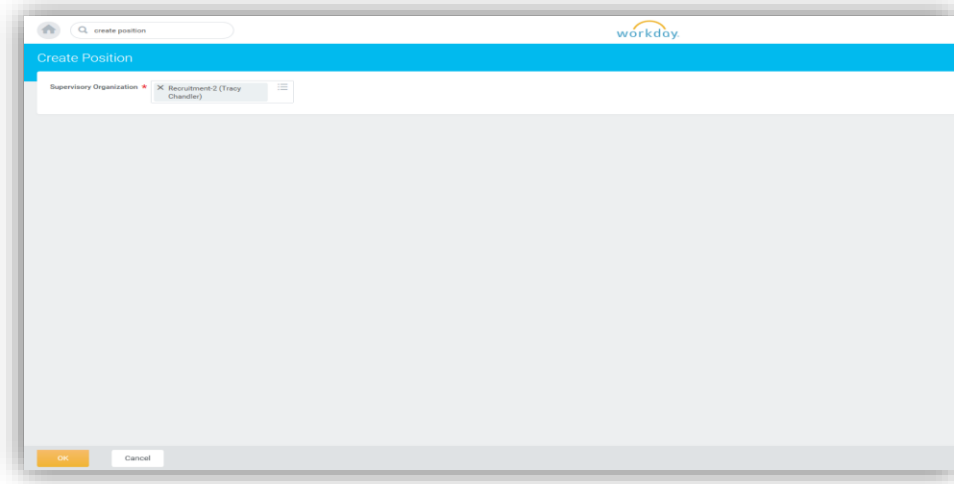 create position
workday.
Create Position
Supervisory Organization *
Recruitment-2 (Tracy
Chandler)
OK
Cancel